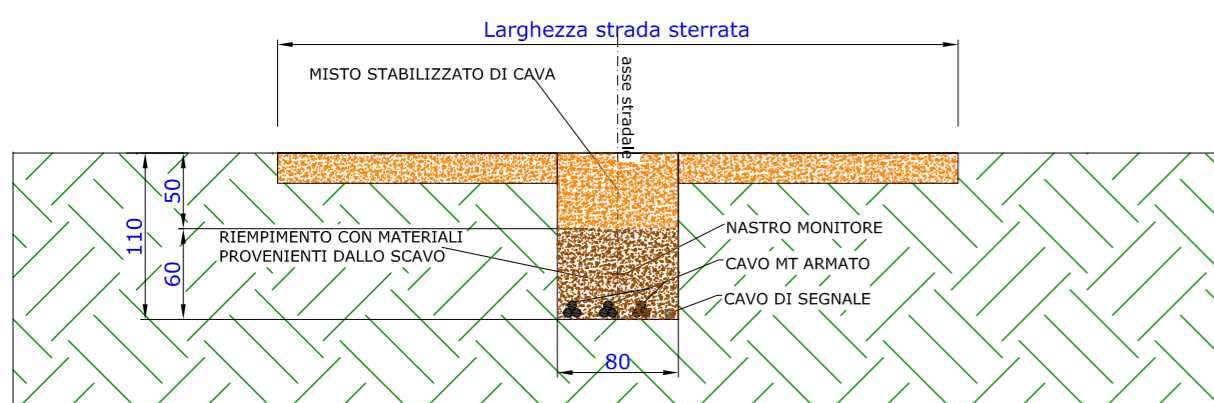 Larghezza strada sterrata
MISTO STABILIZZATO DI CAVA
asse stradale
50
110
60
RIEMPIMENTO CON MATERIALI
PROVENIENTI DALLO SCAVO
NASTRO MONITORE
CAVO MT ARMATO
CAVO DI SEGNALE
80